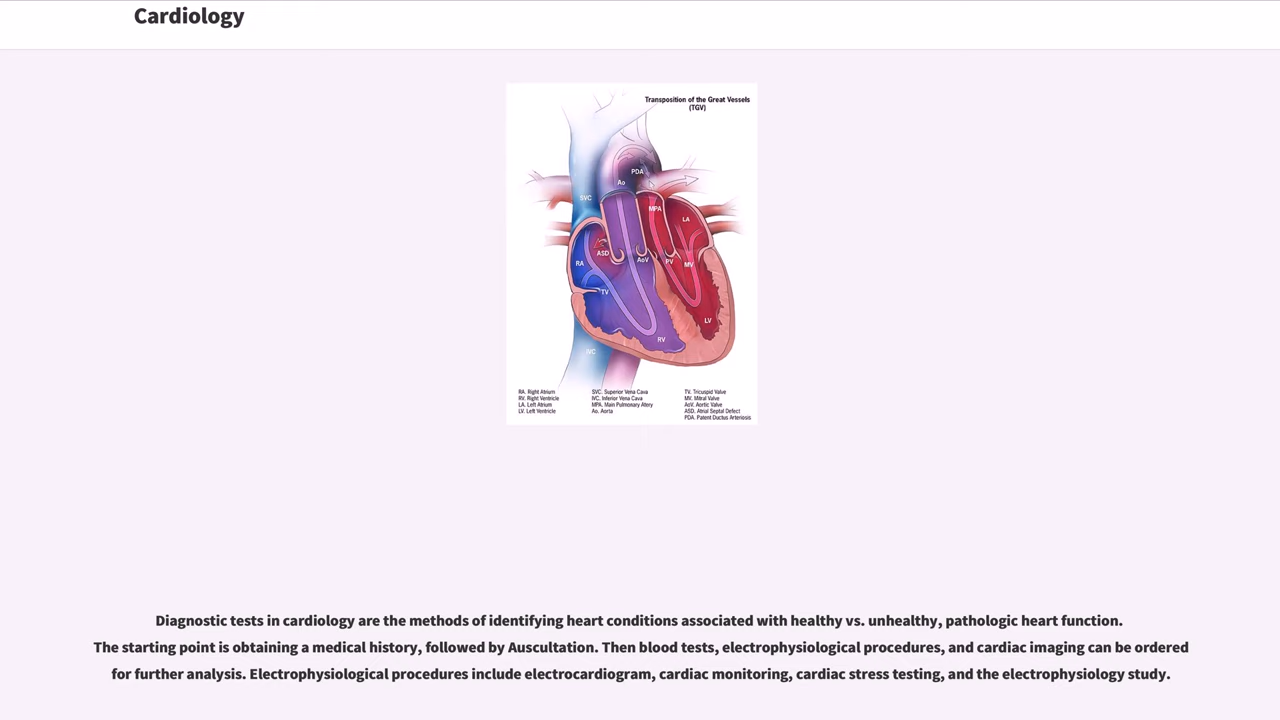 Cardiology
Transposition of the Great Vessels
(TGV)
PDA
Ao
SVC
MPA
LA
ASD
AoV
PV
RA
MV
TV
LV
RV
IVC
RA. Right Atrium
RV. Right Ventricle
LA. Left Atrium
LV. Left Ventricle
SVC. Superior Vena Cava
IVC. Inferior Vena Cava
MPA. Main Pulmonary Atery
Ao. Aorta
TV. Tricuspid Valve
MV. Mitral Valve
AoV. Aortic Valve
ASD. Atrial Septal Defect
PDA. Patent Ductus Arteriosis
Diagnostic tests in cardiology are the methods of identifying heart conditions associated with healthy vs. unhealthy, pathologic heart function.
The starting point is obtaining a medical history, followed by Auscultation. Then blood tests, electrophysiological procedures, and cardiac imaging can be ordered
for further analysis. Electrophysiological procedures include electrocardiogram, cardiac monitoring, cardiac stress testing, and the electrophysiology study.